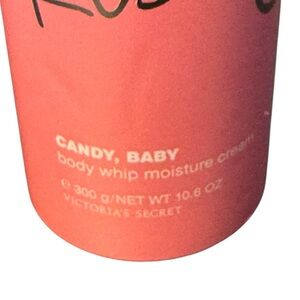 CANDY, BABY
body whip moisture cream
℮ 300 g/NET WT 10.6 OZ
VICTORIA'S SECRET